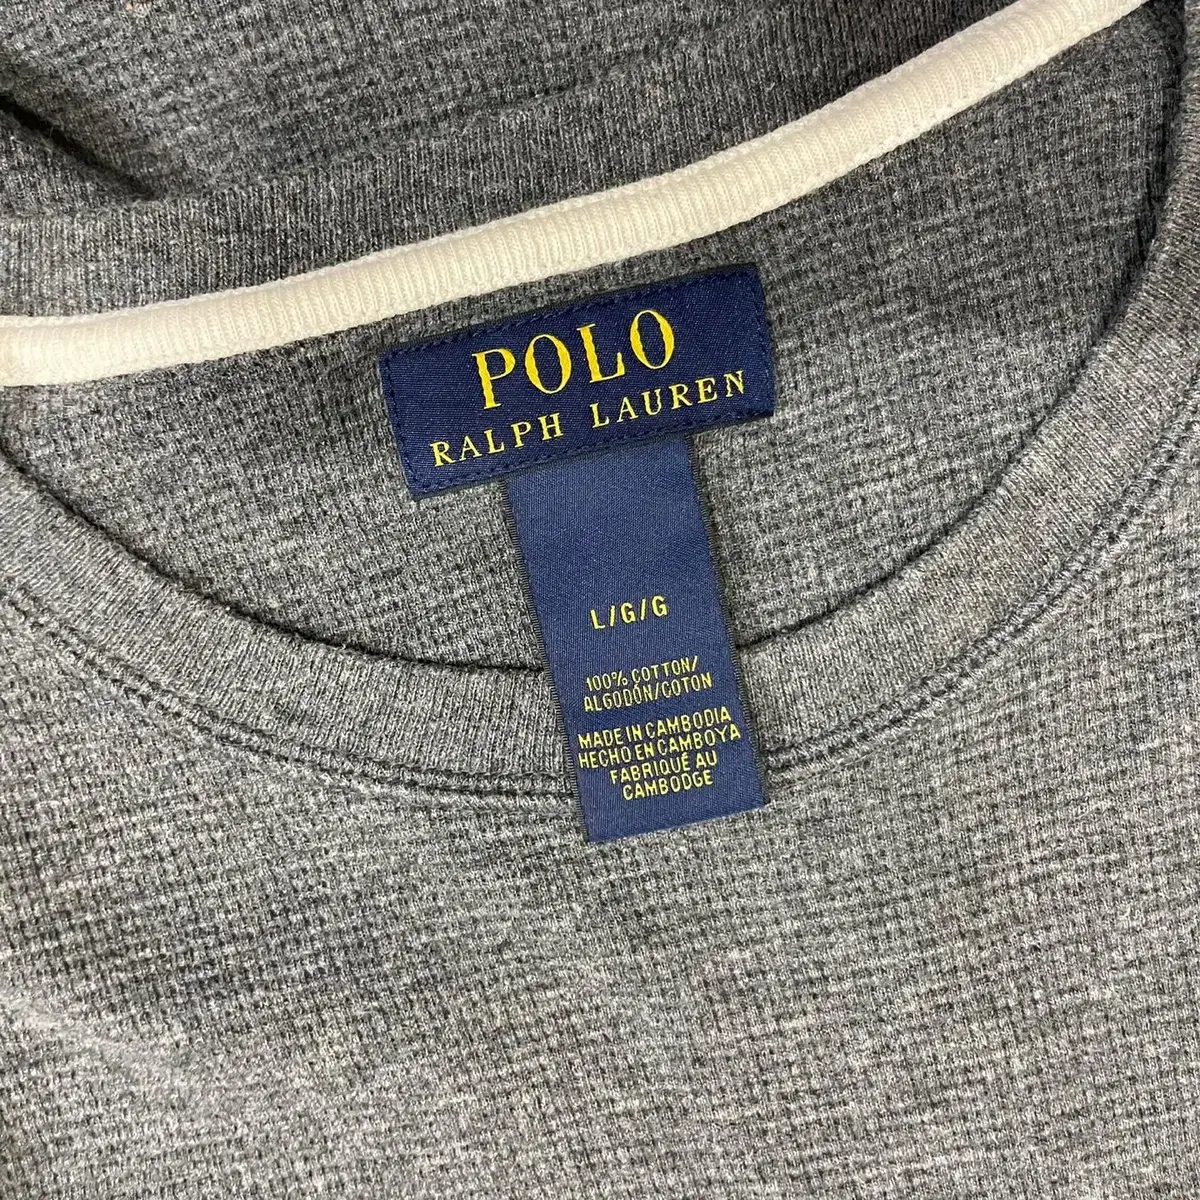 POLO
RALPH LAUREN
L/G/G
100% COTTON/
ALGODÓN/COTON
MADE IN CAMBODIA
HECHO EN CAMBOYA
FABRIQUÉ AU
CAMBODGE